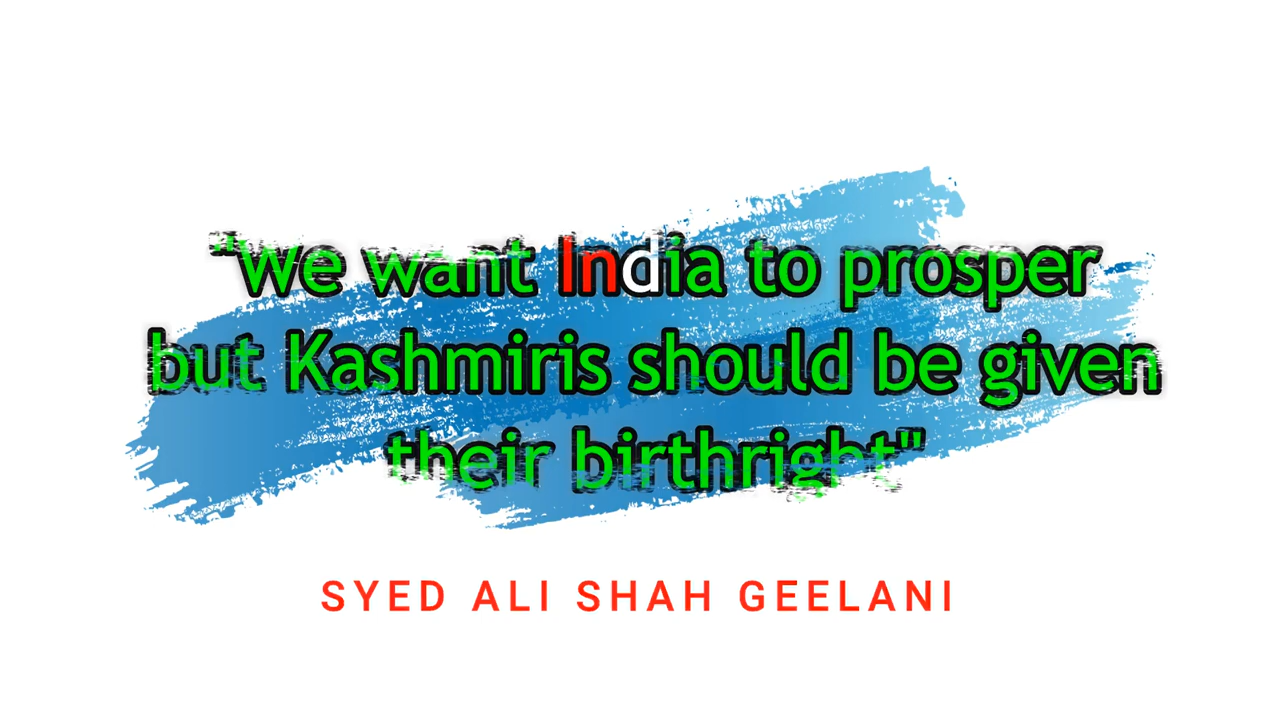 "We want India to prosper
but Kashmiris should be given
their birthright"
SYED ALI SHAH GEELANI